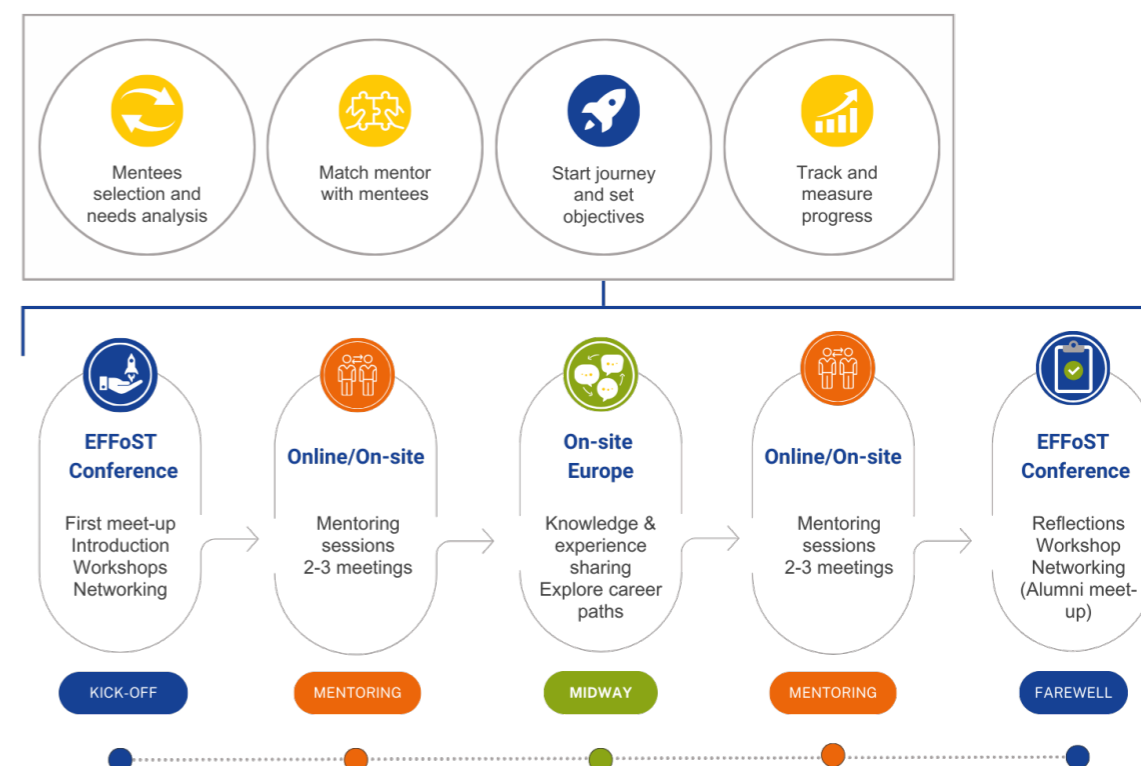 Mentees
selection and
needs analysis
Match mentor
with mentees
Start journey
and set
objectives
Track and
measure
progress
EFFoST
Conference
First meet-up
Introduction
Workshops
Networking
Online/On-site
Mentoring
sessions
2-3 meetings
On-site
Europe
Knowledge &
experience
sharing
Explore career
paths
Online/On-site
Mentoring
sessions
2-3 meetings
EFFoST
Conference
Reflections
Workshop
Networking
(Alumni meet-
up)
KICK-OFF
MENTORING
MIDWAY
MENTORING
FAREWELL